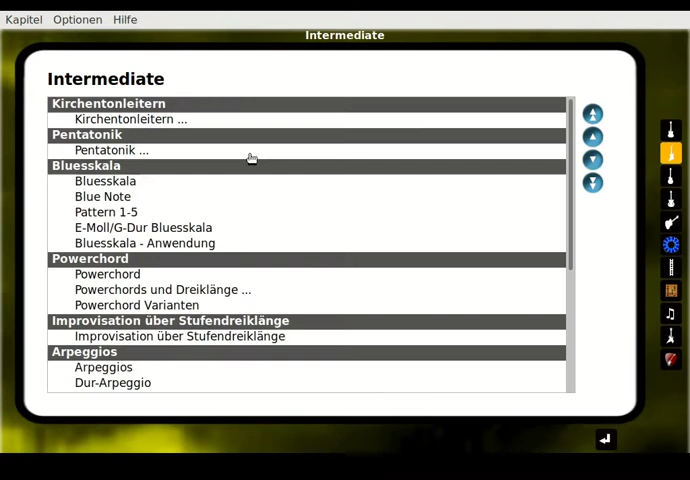 Kapitel Optionen Hilfe
Intermediate
Intermediate
Kirchentonleitern
Kirchentonleitern ...
Pentatonik
Pentatonik ...
Bluesskala
Bluesskala
Blue Note
Pattern 1-5
E-Moll/G-Dur Bluesskala
Bluesskala - Anwendung
Powerchord
Powerchord
Powerchords und Dreiklänge ...
Powerchord Varianten
Improvisation über Stufendreiklänge
Improvisation über Stufendreiklänge
Arpeggios
Arpeggios
Dur-Arpeggio